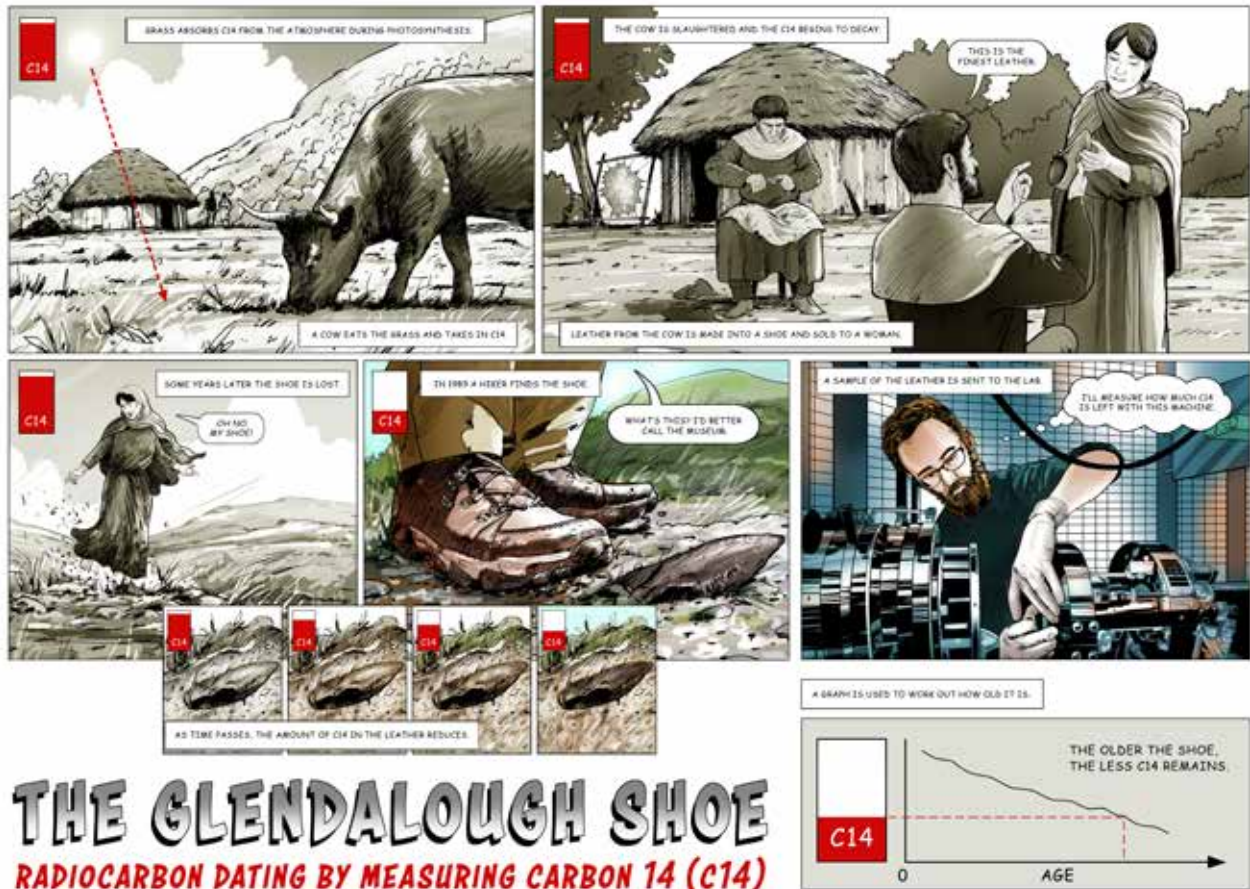 C14
GRASS ABSORBS C14 FROM THE ATMOSPHERE DURING PHOTOSYNTHESIS.
A COW EATS THE GRASS AND TAKES IN C14
C14
THE COW IS SLAUGHTERED AND THE C14 BEGINS TO DECAY.
THIS IS THE
FINEST LEATHER.
LEATHER FROM THE COW IS MADE INTO A SHOE AND SOLD TO A WOMAN.
C14
SOME YEARS LATER THE SHOE IS LOST.
OH NO
MY SHOE!
C14
IN 1985 A HIKER FINDS THE SHOE.
WHAT'S THIS? I'D BETTER
CALL THE MUSEUM.
A SAMPLE OF THE LEATHER IS SENT TO THE LAB.
I'LL MEASURE HOW MUCH C14
IS LEFT WITH THIS MACHINE.
C14
C14
C14
C14
AS TIME PASSES, THE AMOUNT OF C14 IN THE LEATHER REDUCES.
A GRAPH IS USED TO WORK OUT HOW OLD IT IS.
THE OLDER THE SHOE,
THE LESS C14 REMAINS.
C14
0
AGE
THE GLENDALOUGH SHOE
RADIOCARBON DATING BY MEASURING CARBON 14 (C14)